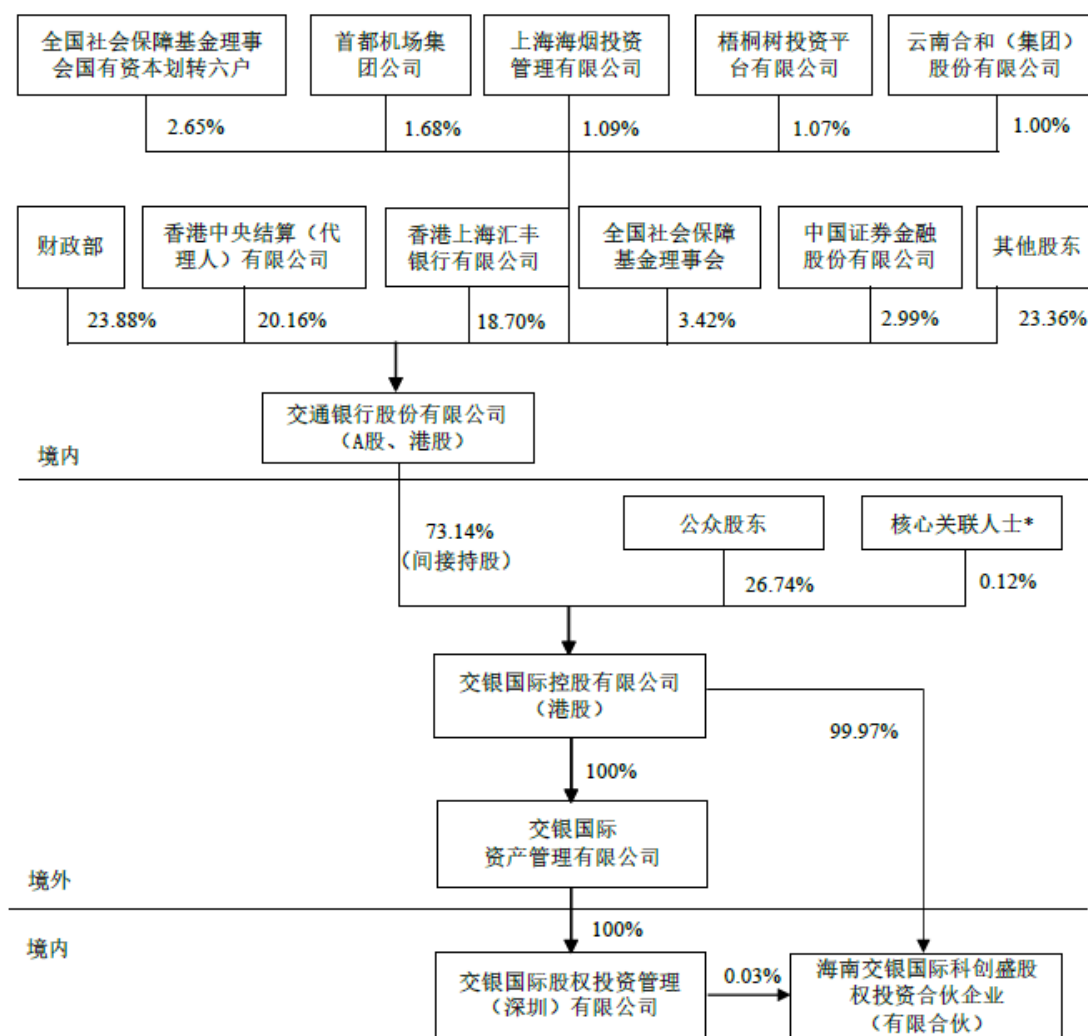 全国社会保障基金理事
会国有资本划转六户
首都机场集
团公司
上海海烟投资
管理有限公司
梧桐树投资平
台有限公司
云南合和（集团）
股份有限公司
2.65%
1.68%
1.09%
1.07%
1.00%
财政部
香港中央结算（代
理人）有限公司
香港上海汇丰
银行有限公司
全国社会保障
基金理事会
中国证券金融
股份有限公司
其他股东
23.88%
20.16%
18.70%
3.42%
2.99%
23.36%
交通银行股份有限公司
（A股、港股）
境内
73.14%
（间接持股）
公众股东
核心关联人士*
26.74%
0.12%
交银国际控股有限公司
（港股）
99.97%
100%
交银国际
资产管理有限公司
境外
100%
境内
交银国际股权投资管理
（深圳）有限公司
0.03%
海南交银国际科创盛股
权投资合伙企业
（有限合伙）